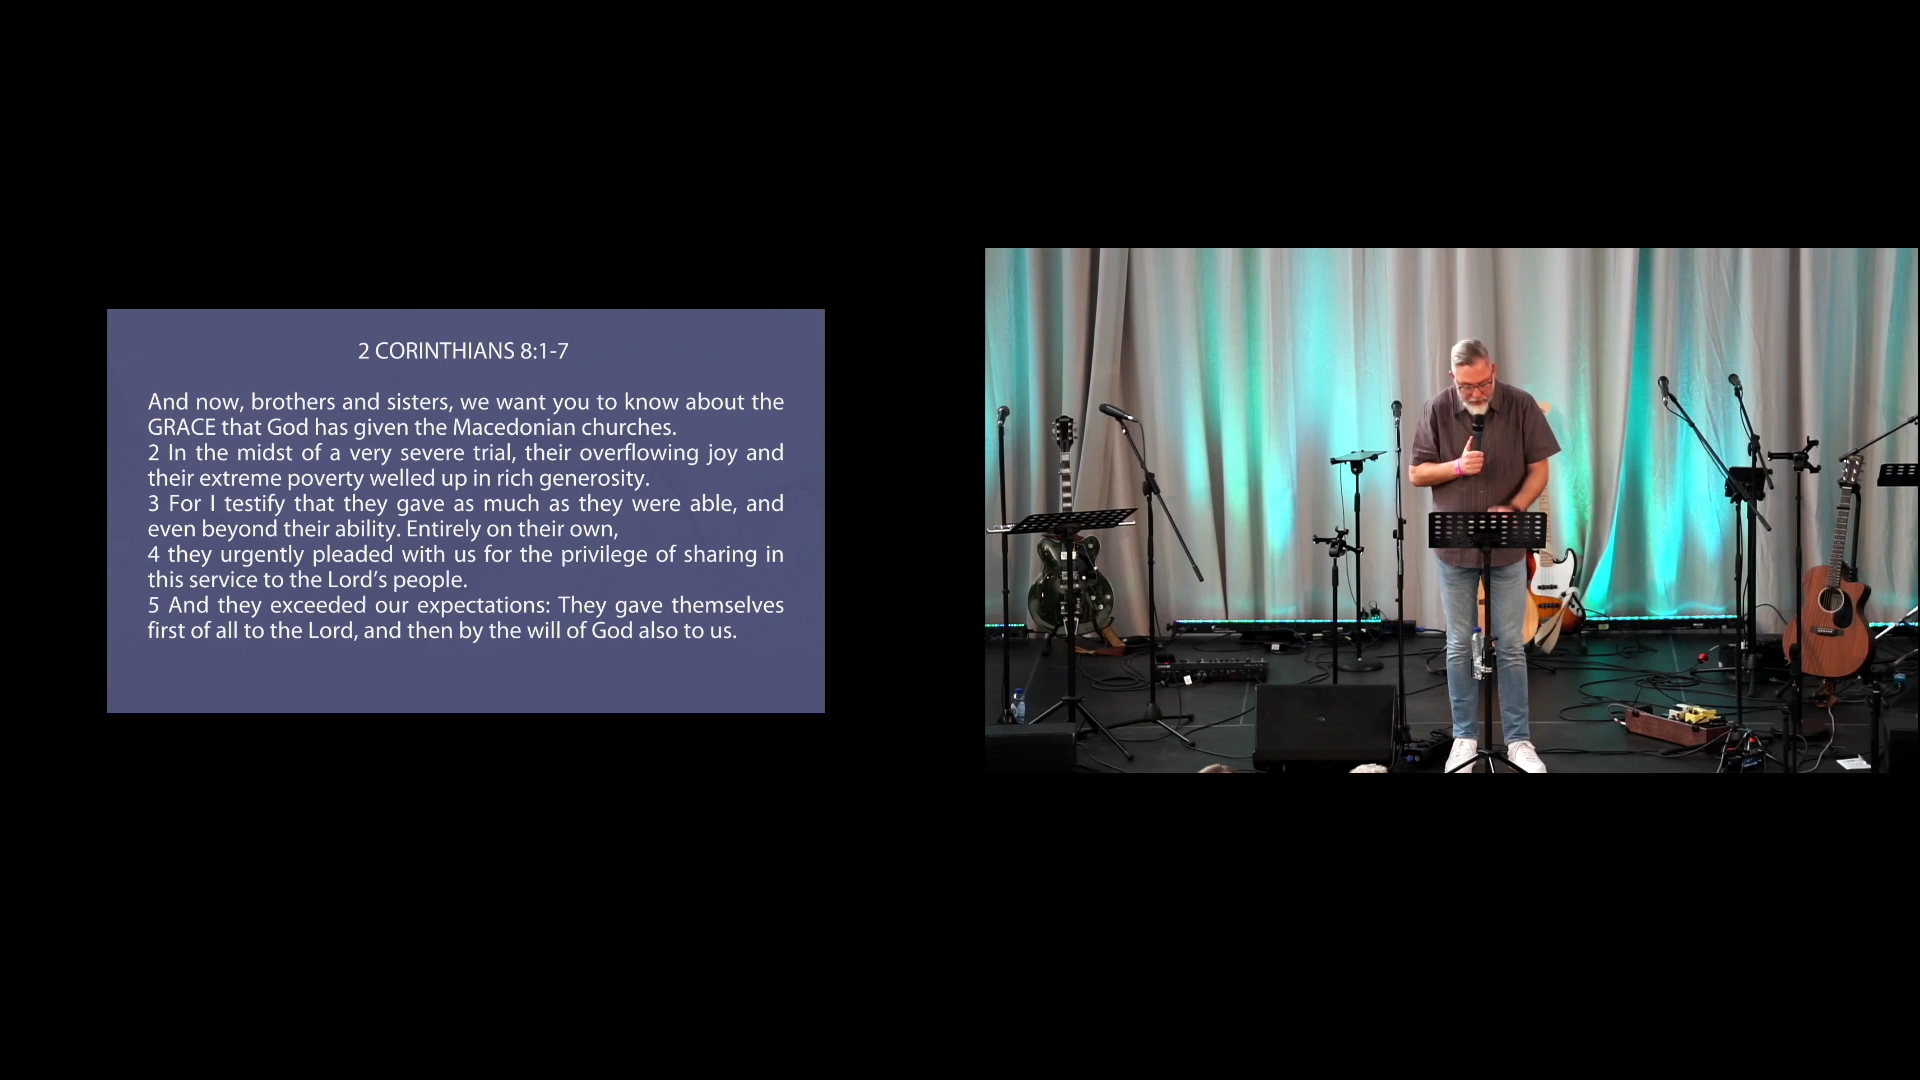 2 CORINTHIANS 8:1-7
And now, brothers and sisters, we want you to know about the
GRACE that God has given the Macedonian churches.
2 In the midst of a very severe trial, their overflowing joy and
their extreme poverty welled up in rich generosity.
3 For I testify that they gave as much as they were able, and
even beyond their ability. Entirely on their own,
4 they urgently pleaded with us for the privilege of sharing in
this service to the Lord’s people.
5 And they exceeded our expectations: They gave themselves
first of all to the Lord, and then by the will of God also to us.